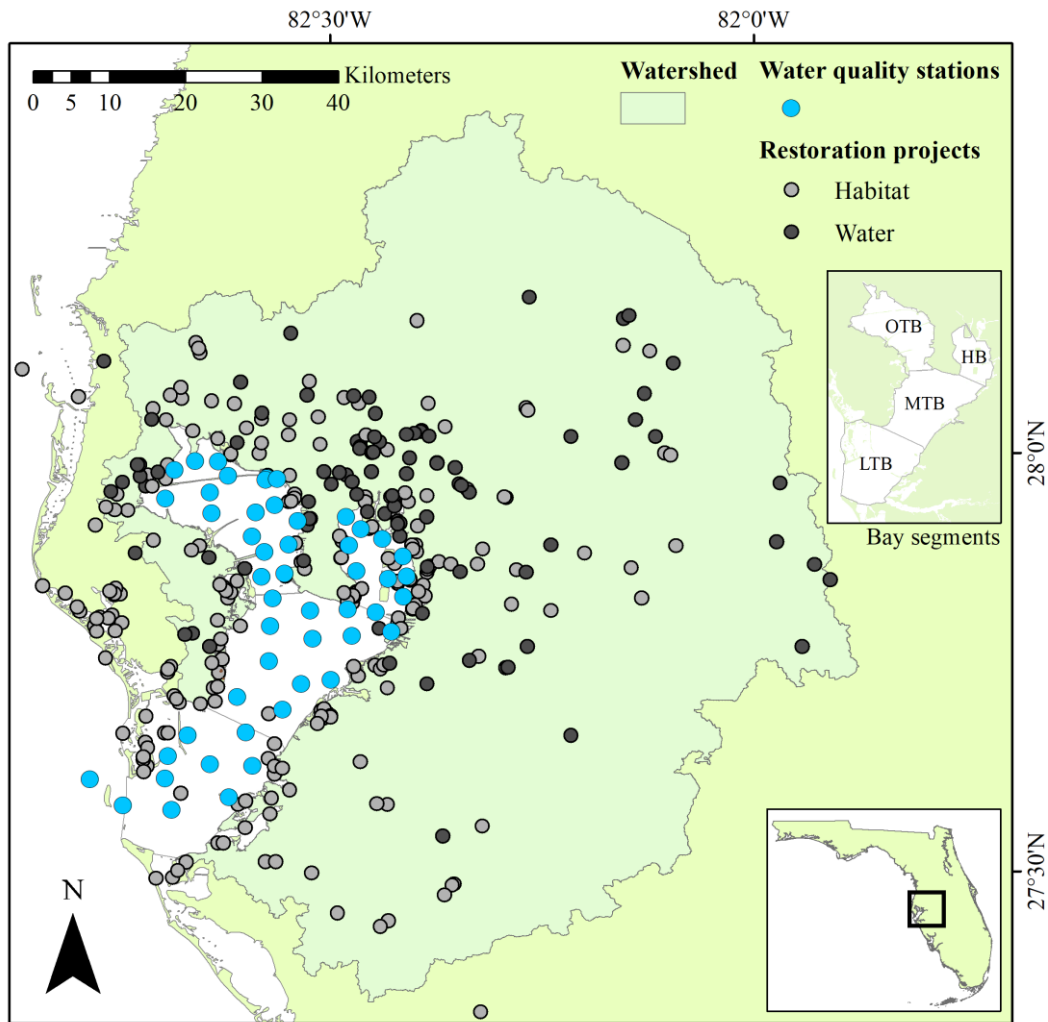 82°30'W 82°0'W
Kilometers
0 5 10 20 30 40
Watershed Water quality stations
Restoration projects
Habitat
Water
OTB
HB
MTB
LTB
Bay segments
28°0'N
27°30'N
N